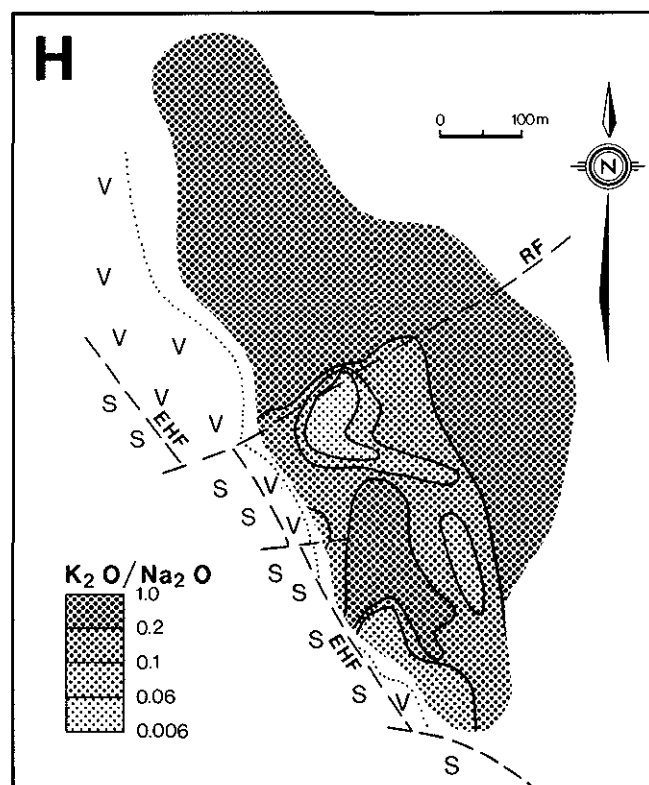 H
0 100m
N
RF
V
V
V V
V V
S EHF
S
S V
S V
S
S
S EHF
S V
S
K₂O/Na₂O
1.0
0.2
0.1
0.06
0.006